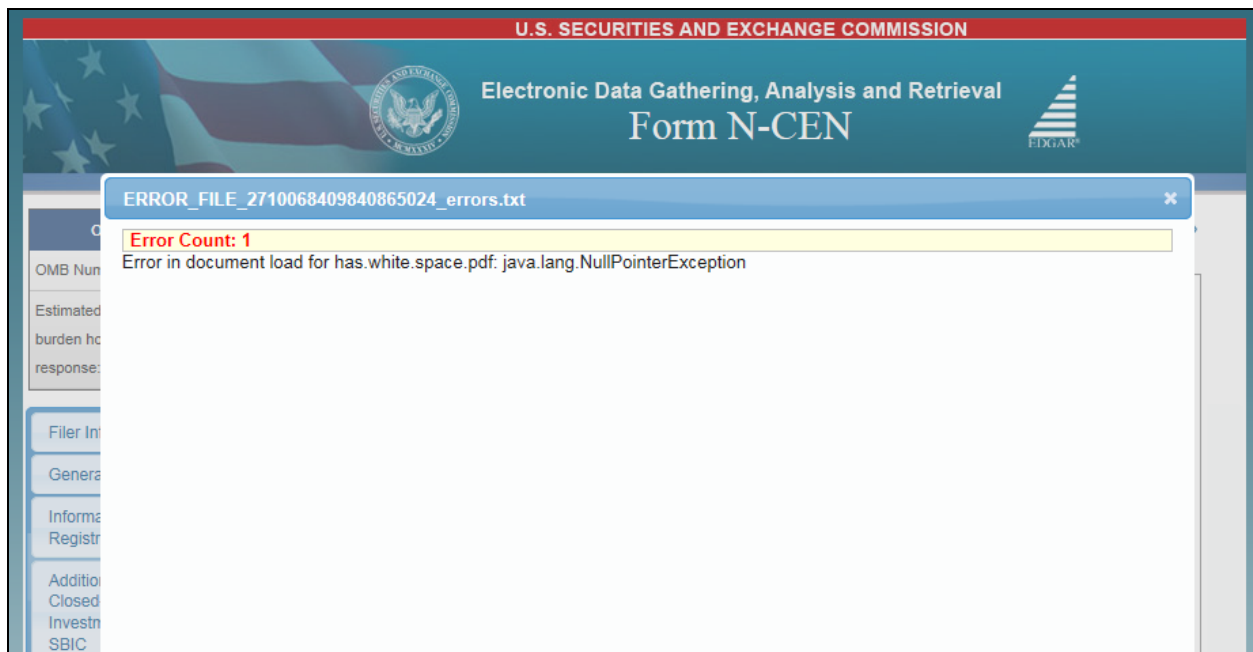 U.S. SECURITIES AND EXCHANGE COMMISSION
Electronic Data Gathering, Analysis and Retrieval
Form N-CEN
EDGAR®
ERROR_FILE_2710068409840865024_errors.txt
Error Count: 1
Error in document load for has.white.space.pdf: java.lang.NullPointerException
OMB Num
Estimated
burden ho
response:
Filer In
Genera
Informa
Registr
Additio
Closed
Investm
SBIC